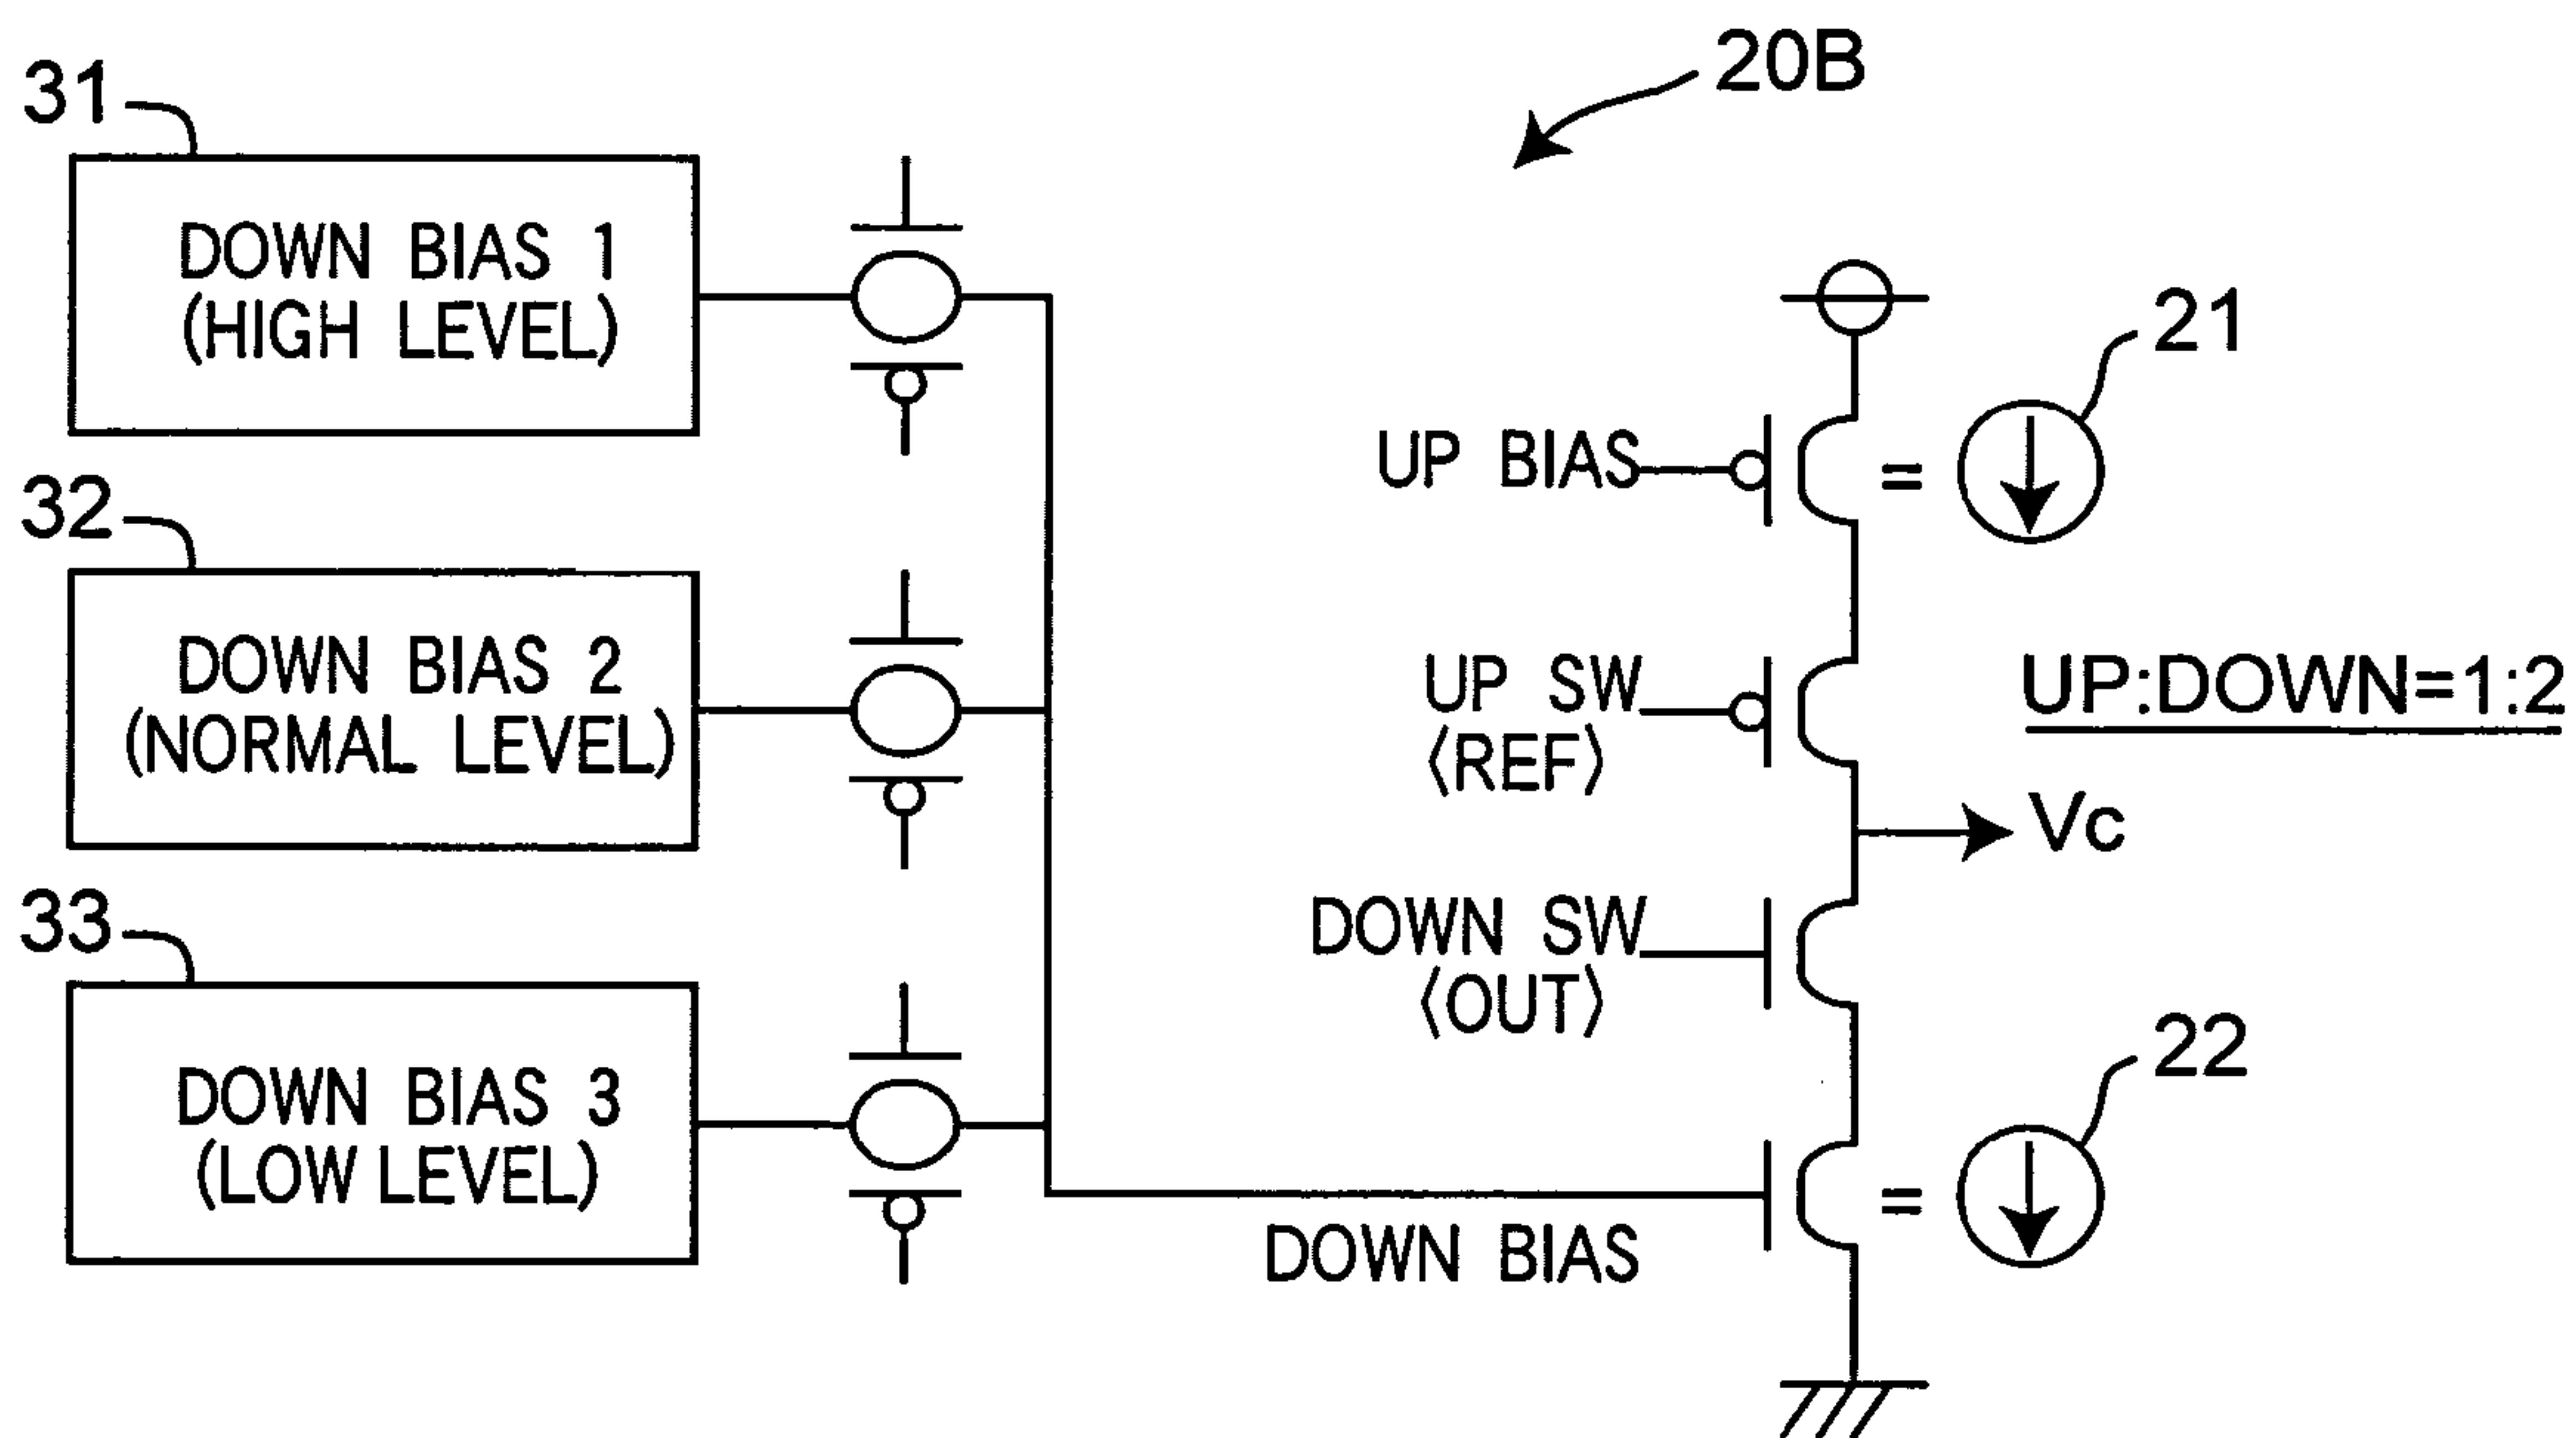 20B
31
DOWN BIAS 1
(HIGH LEVEL)
32
DOWN BIAS 2
(NORMAL LEVEL)
33
DOWN BIAS 3
(LOW LEVEL)
21
UP BIAS
=
UP SW
〈REF〉
UP:DOWN=1:2
Vc
DOWN SW
〈OUT〉
22
=
DOWN BIAS